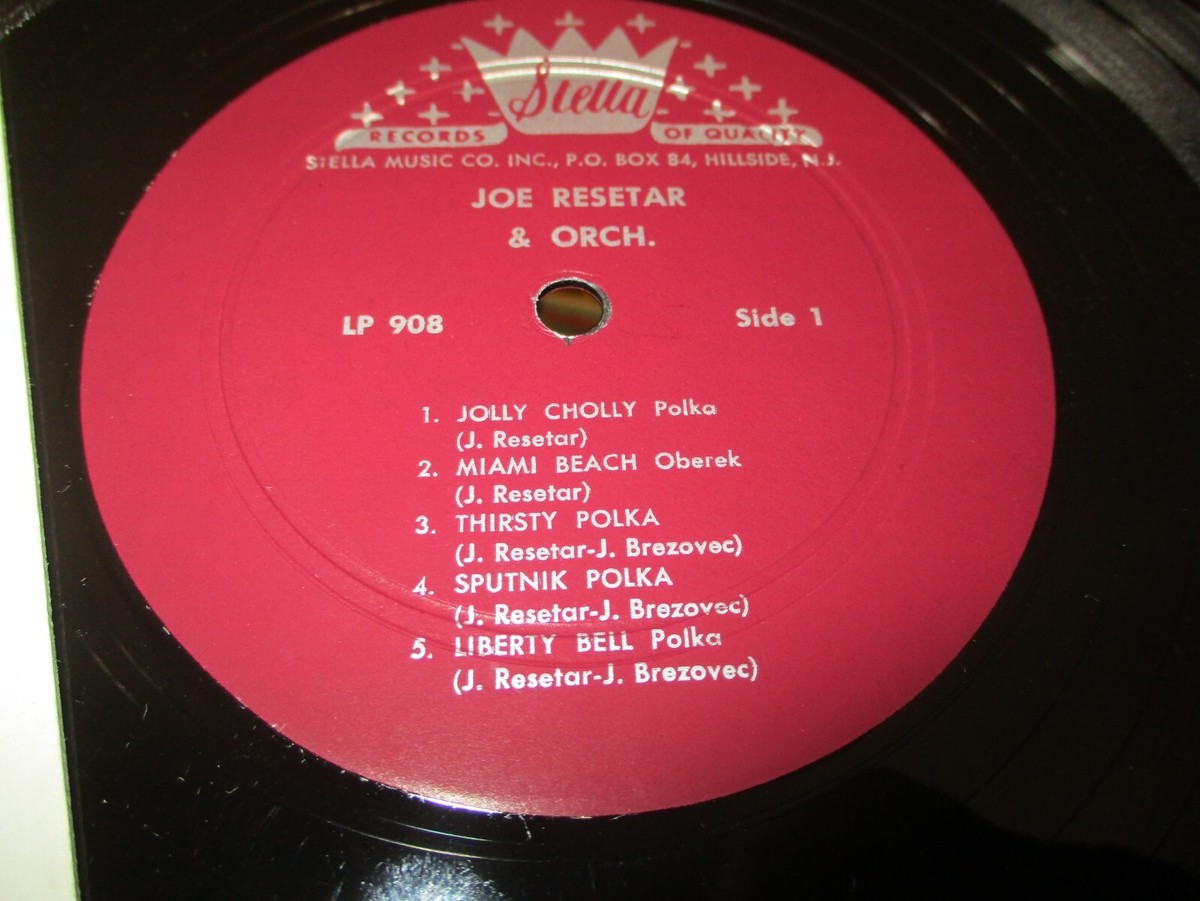 Stella
RECORDS OF QUALITY
STELLA MUSIC CO. INC., P.O. BOX 84, HILLSIDE, N.J.
JOE RESETAR
& ORCH.
LP 908
Side 1
1. JOLLY CHOLLY Polka
(J. Resetar)
2. MIAMI BEACH Oberek
(J. Resetar)
3. THIRSTY POLKA
(J. Resetar-J. Brezovec)
4. SPUTNIK POLKA
(J. Resetar-J. Brezovec)
5. LIBERTY BELL Polka
(J. Resetar-J. Brezovec)